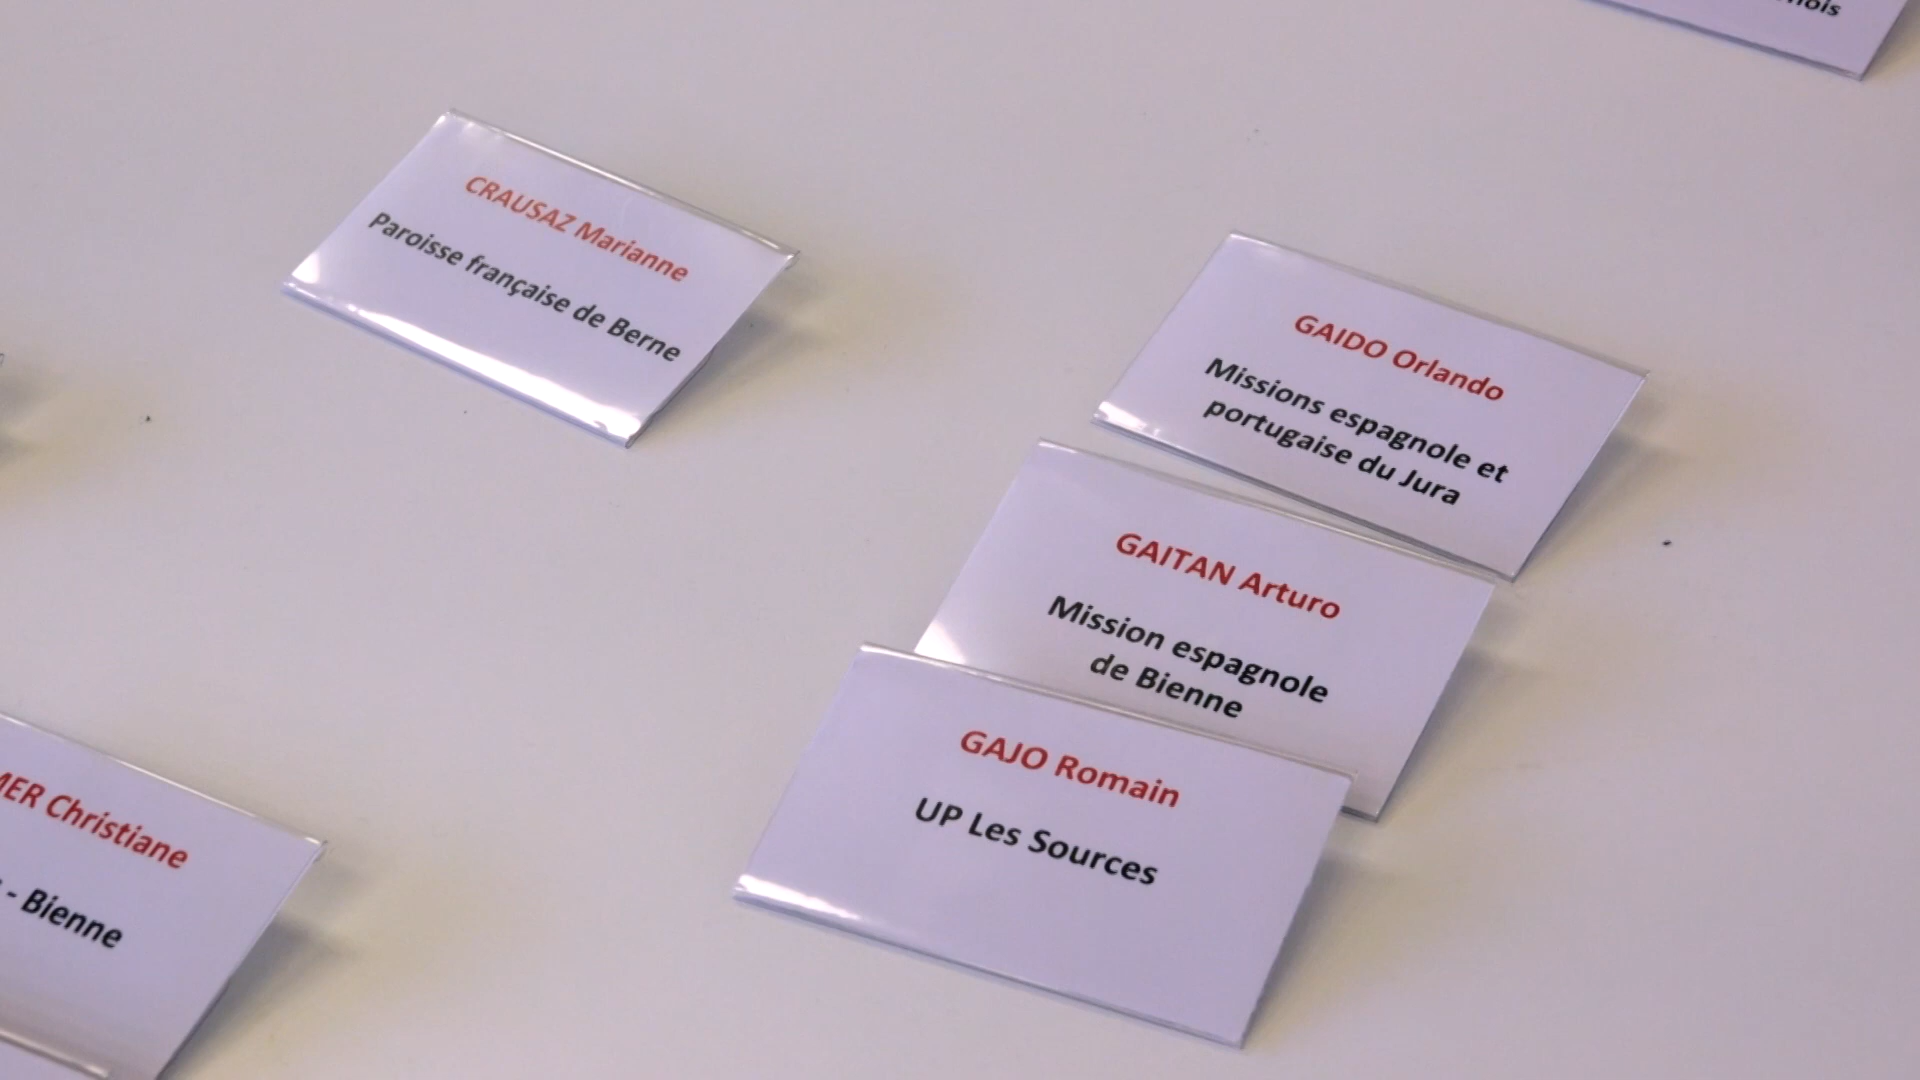 CRAUSAZ Marianne
Paroisse française de Berne
GAIDO Orlando
Missions espagnole et
portugaise du Jura
GAITAN Arturo
Mission espagnole
de Bienne
GAJO Romain
UP Les Sources
Christiane
- Bienne